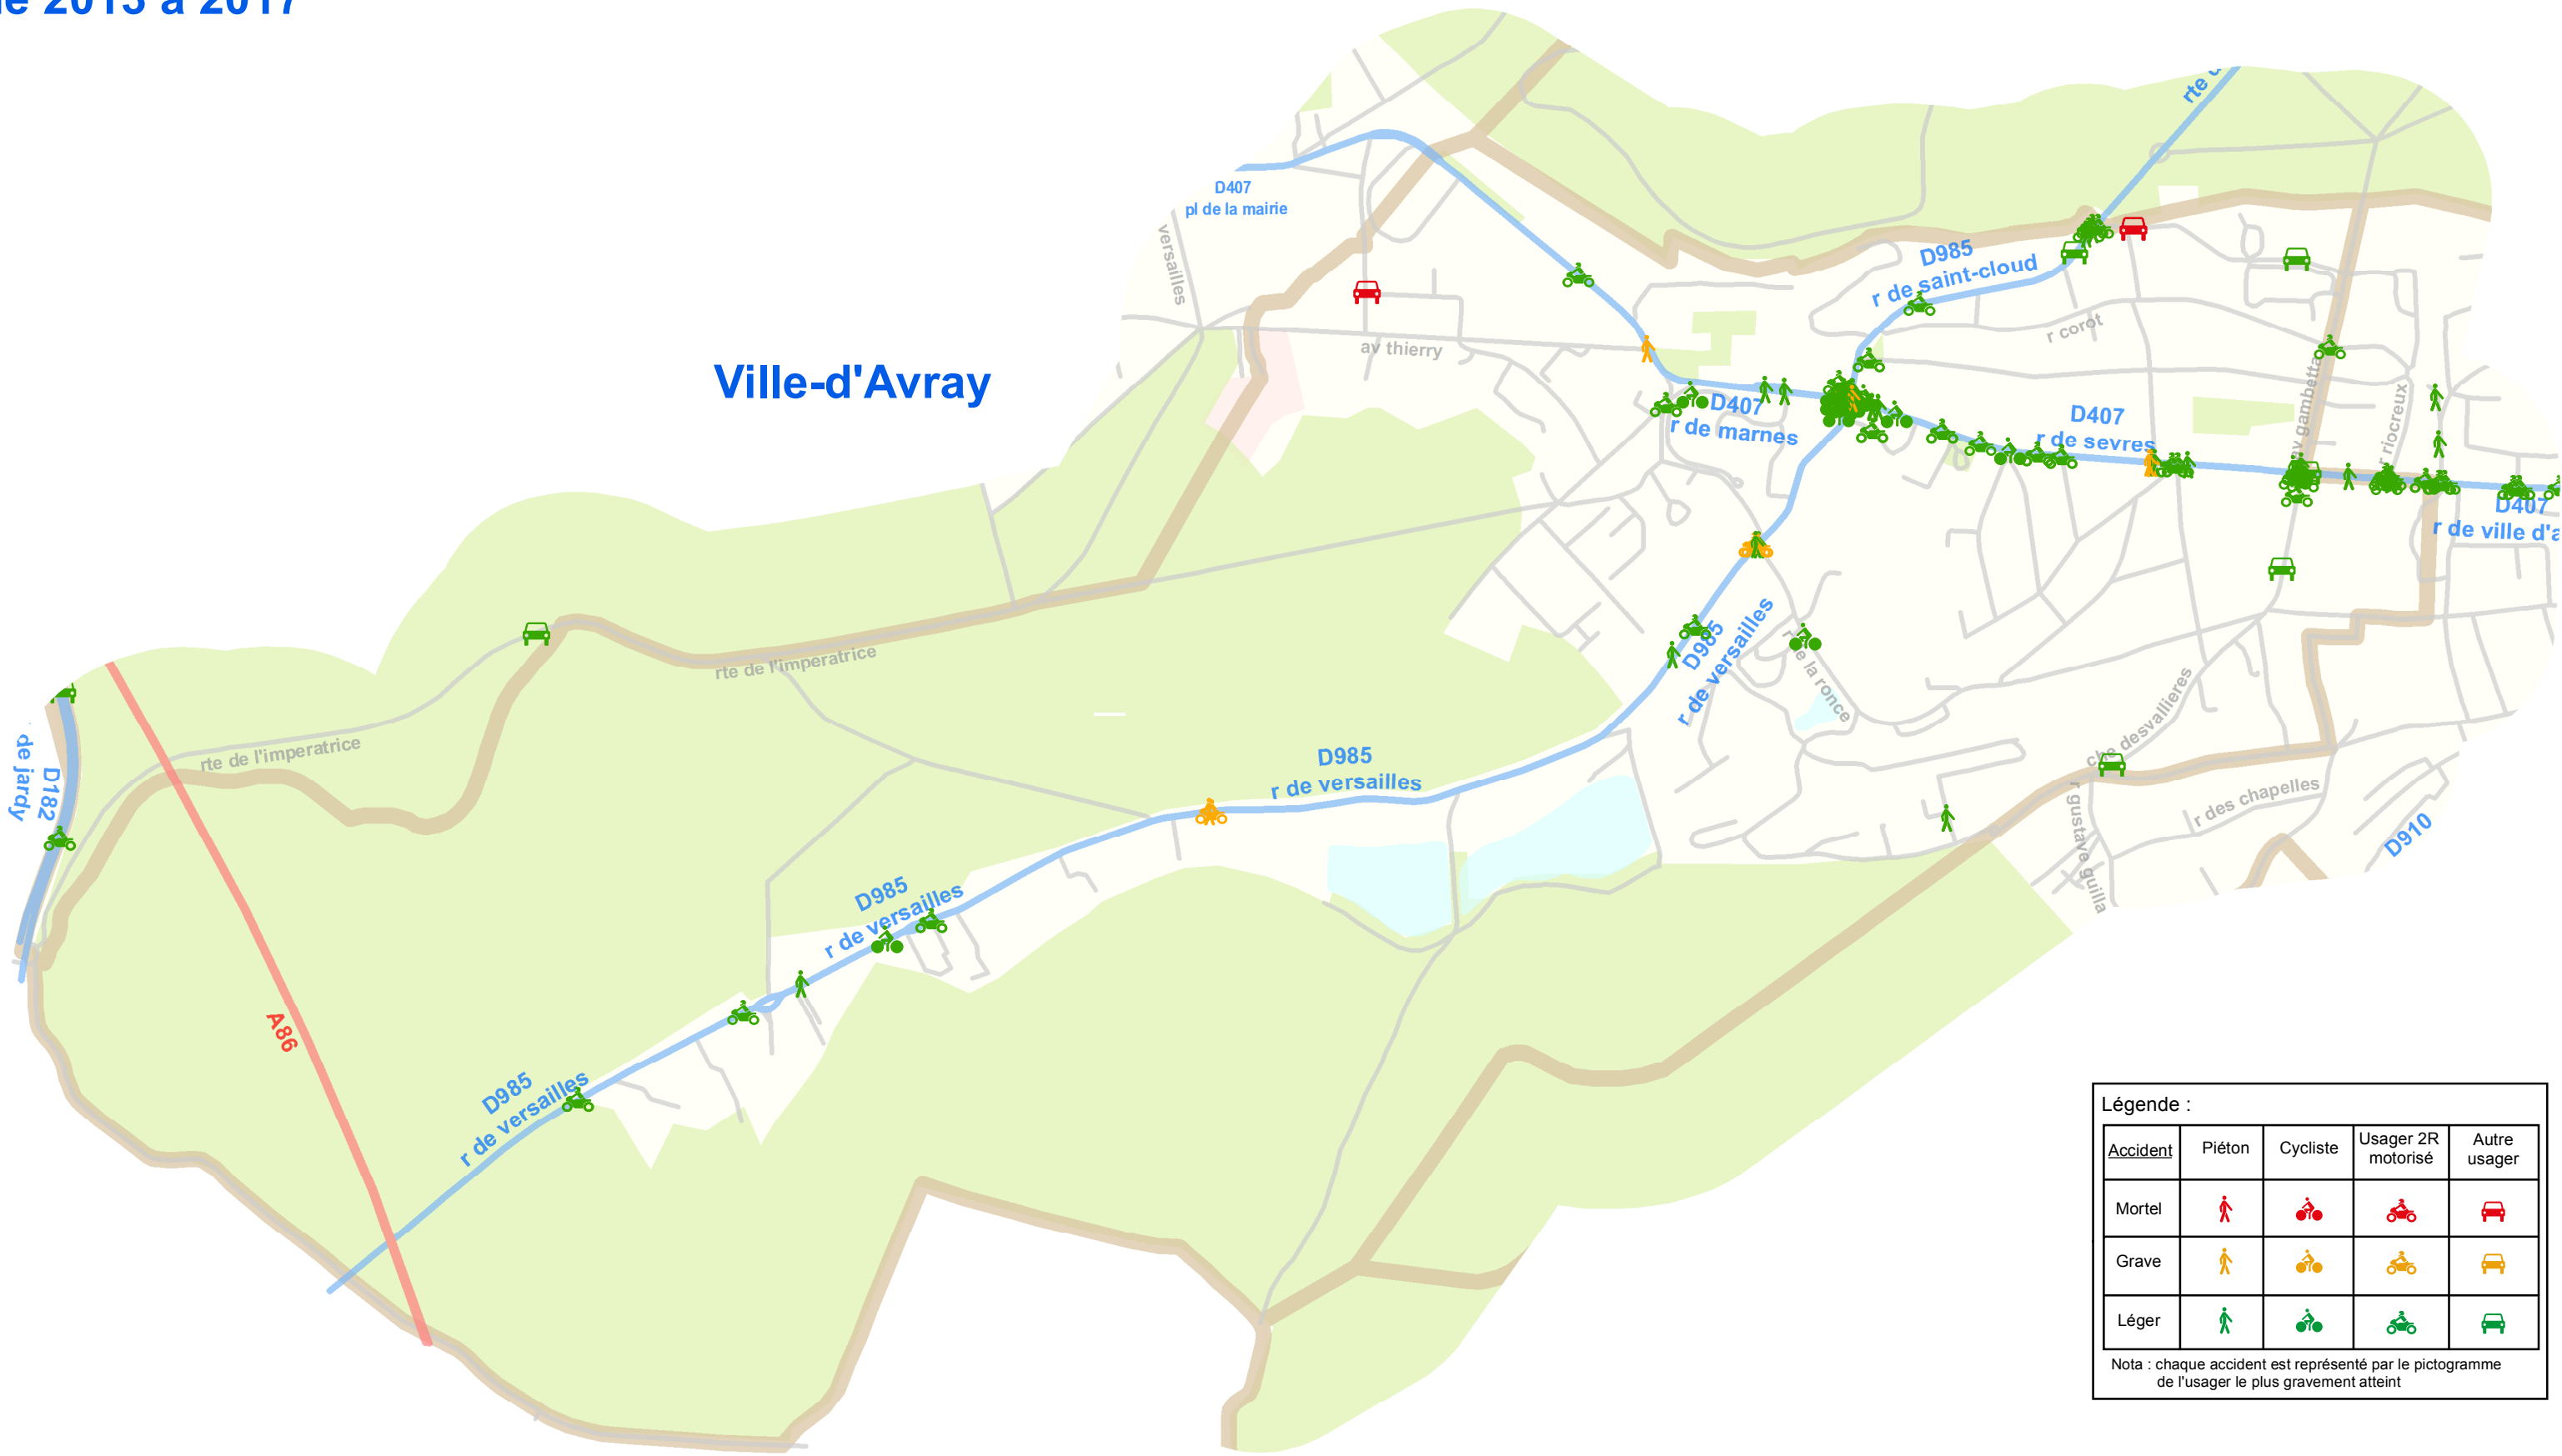 de 2013 à 2017
rte
D407
pl de la mairie
versailles
D985
r de saint-cloud
Ville-d'Avray
av thierry
r corot
av gambetta
r riocreux
D407
r de marnes
D407
r de sevres
D407
r de ville d'a
D985
r de versailles
r de la ronce
rte de l'imperatrice
rte de l'imperatrice
D182
de jardy
D985
r de versailles
che desvallieres
r gustave guilla
r des chapelles
D910
D985
r de versailles
A86
D985
r de versailles
Légende :
Accident Piéton Cycliste Usager 2R motorisé Autre usager
Mortel
Grave
Léger
Nota : chaque accident est représenté par le pictogramme
de l'usager le plus gravement atteint